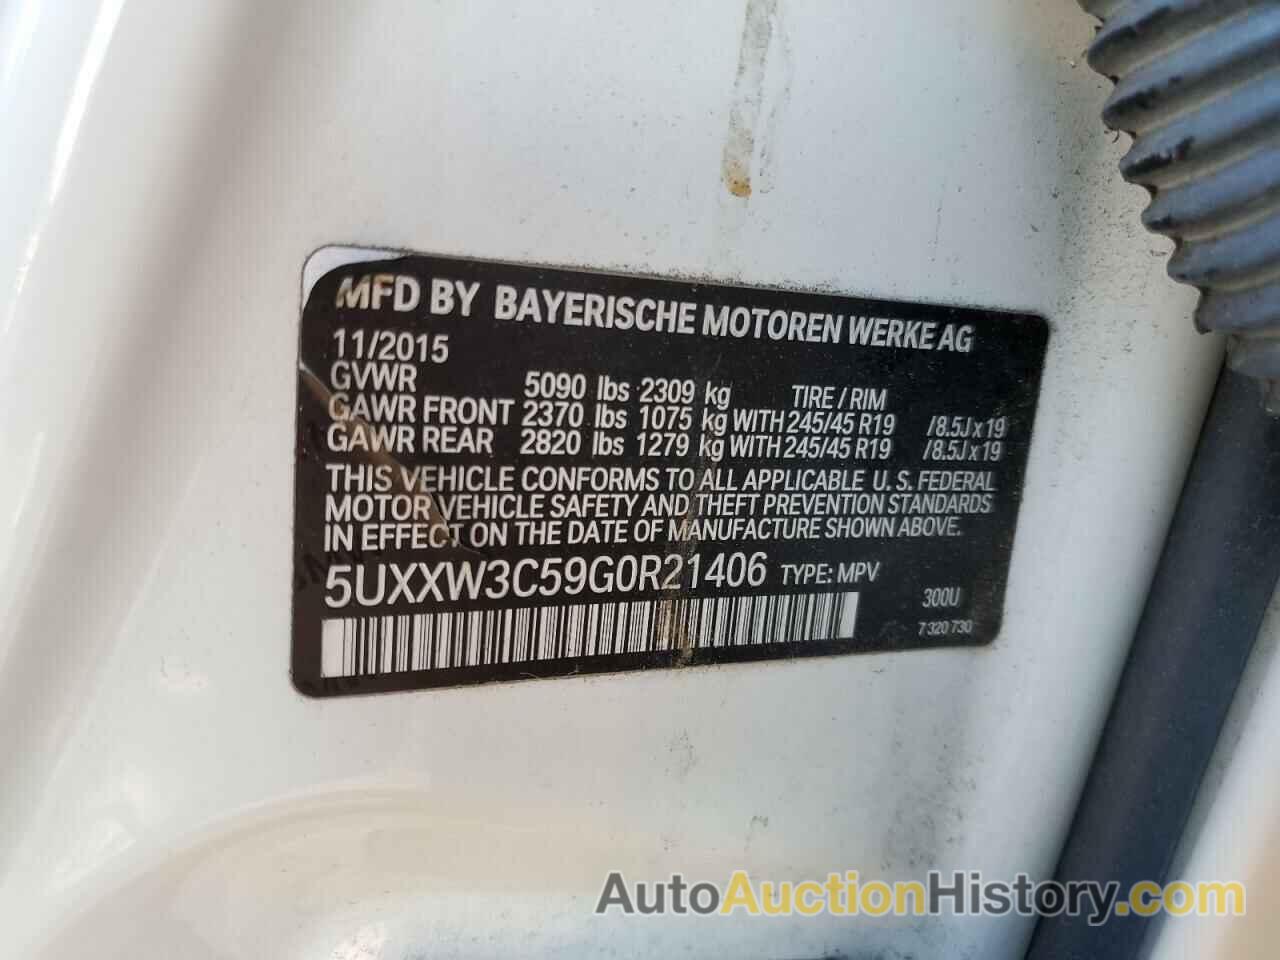 MFD BY BAYERISCHE MOTOREN WERKE AG
11/2015
GVWR 5090 lbs 2309 kg TIRE / RIM
GAWR FRONT 2370 lbs 1075 kg WITH 245/45 R19 /8.5J x 19
GAWR REAR 2820 lbs 1279 kg WITH 245/45 R19 /8.5J x 19
THIS VEHICLE CONFORMS TO ALL APPLICABLE U. S. FEDERAL
MOTOR VEHICLE SAFETY AND THEFT PREVENTION STANDARDS
IN EFFECT ON THE DATE OF MANUFACTURE SHOWN ABOVE.
5UXXW3C59G0R21406 TYPE: MPV
300U
7 320 730
AutoAuctionHistory.com